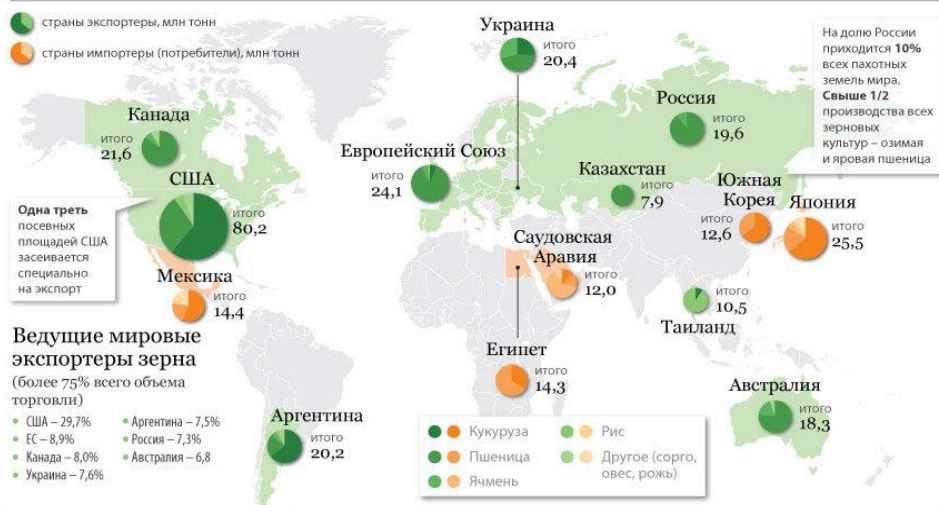 страны экспортеры, млн тонн
страны импортеры (потребители), млн тонн
Украина
итого
20,4
На долю России
приходится 10%
всех пахотных
земель мира.
Свыше 1/2
производства всех
зерновых
культур – озимая
и яровая пшеница
Канада
итого
21,6
Россия
итого
19,6
Европейский Союз
итого
24,1
Казахстан
итого
7,9
США
итого
80,2
Одна треть
посевных
площадей США
засеивается
специально
на экспорт
Южная
Корея
итого
12,6
Япония
итого
25,5
Мексика
итого
14,4
Саудовская
Аравия
итого
12,0
итого
10,5
Таиланд
Ведущие мировые
экспортеры зерна
(более 75% всего объема
торговли)
США – 29,7%
ЕС – 8,9%
Канада – 8,0%
Украина – 7,6%
Аргентина – 7,5%
Россия – 7,3%
Австралия – 6,8
Египет
итого
14,3
Аргентина
итого
20,2
Австралия
итого
18,3
Кукуруза
Пшеница
Ячмень
Рис
Другое (сорго,
овес, рожь)